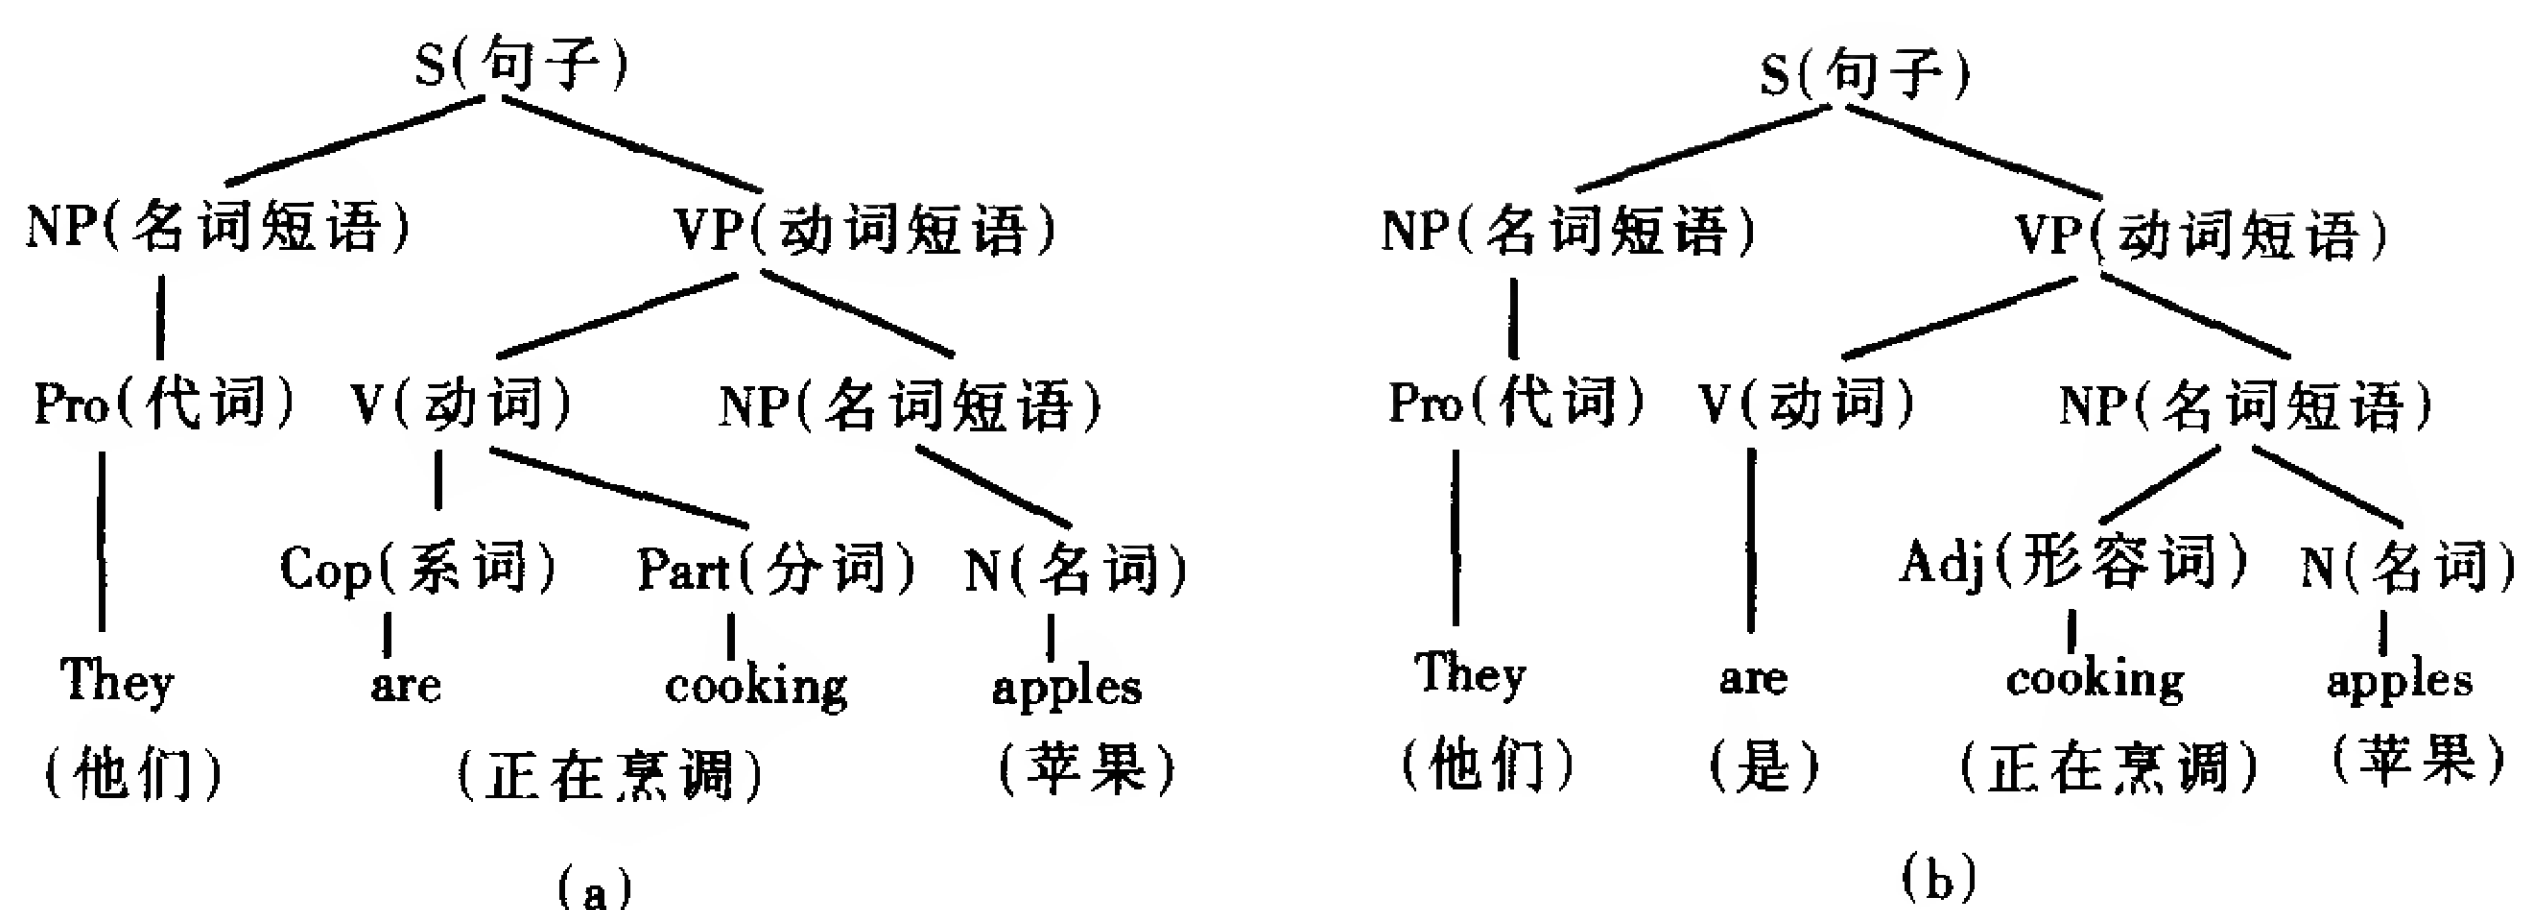 S(句子)
NP(名词短语) VP(动词短语)
Pro(代词) V(动词) NP(名词短语)
Cop(系词) Part(分词) N(名词)
They are cooking apples
(他们) (正在烹调) (苹果)
(a)
S(句子)
NP(名词短语) VP(动词短语)
Pro(代词) V(动词) NP(名词短语)
Adj(形容词) N(名词)
They are cooking apples
(他们) (是) (正在烹调) (苹果)
(b)